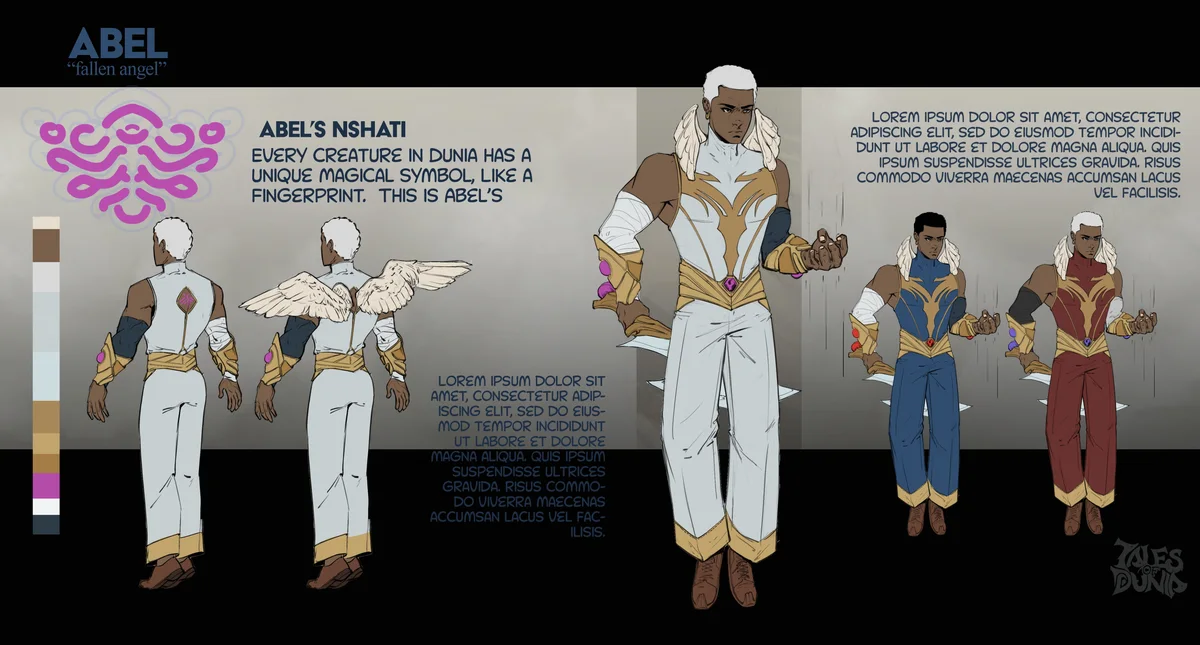 ABEL
“fallen angel”
ABEL'S NSHATI
EVERY CREATURE IN DUNIA HAS A
UNIQUE MAGICAL SYMBOL, LIKE A
FINGERPRINT. THIS IS ABEL'S
LOREM IPSUM DOLOR SIT
AMET, CONSECTETUR ADIP-
ISCING ELIT, SED DO EIUS-
MOD TEMPOR INCIDIDUNT
UT LABORE ET DOLORE
MAGNA ALIQUA. QUIS IPSUM
SUSPENDISSE ULTRICES
GRAVIDA. RISUS COMMO-
DO VIVERRA MAECENAS
ACCUMSAN LACUS VEL FAC-
ILISIS.
LOREM IPSUM DOLOR SIT AMET, CONSECTETUR
ADIPISCING ELIT, SED DO EIUSMOD TEMPOR INCIDI-
DUNT UT LABORE ET DOLORE MAGNA ALIQUA. QUIS
IPSUM SUSPENDISSE ULTRICES GRAVIDA. RISUS
COMMODO VIVERRA MAECENAS ACCUMSAN LACUS
VEL FACILISIS.
TALES
OF
DUNIA